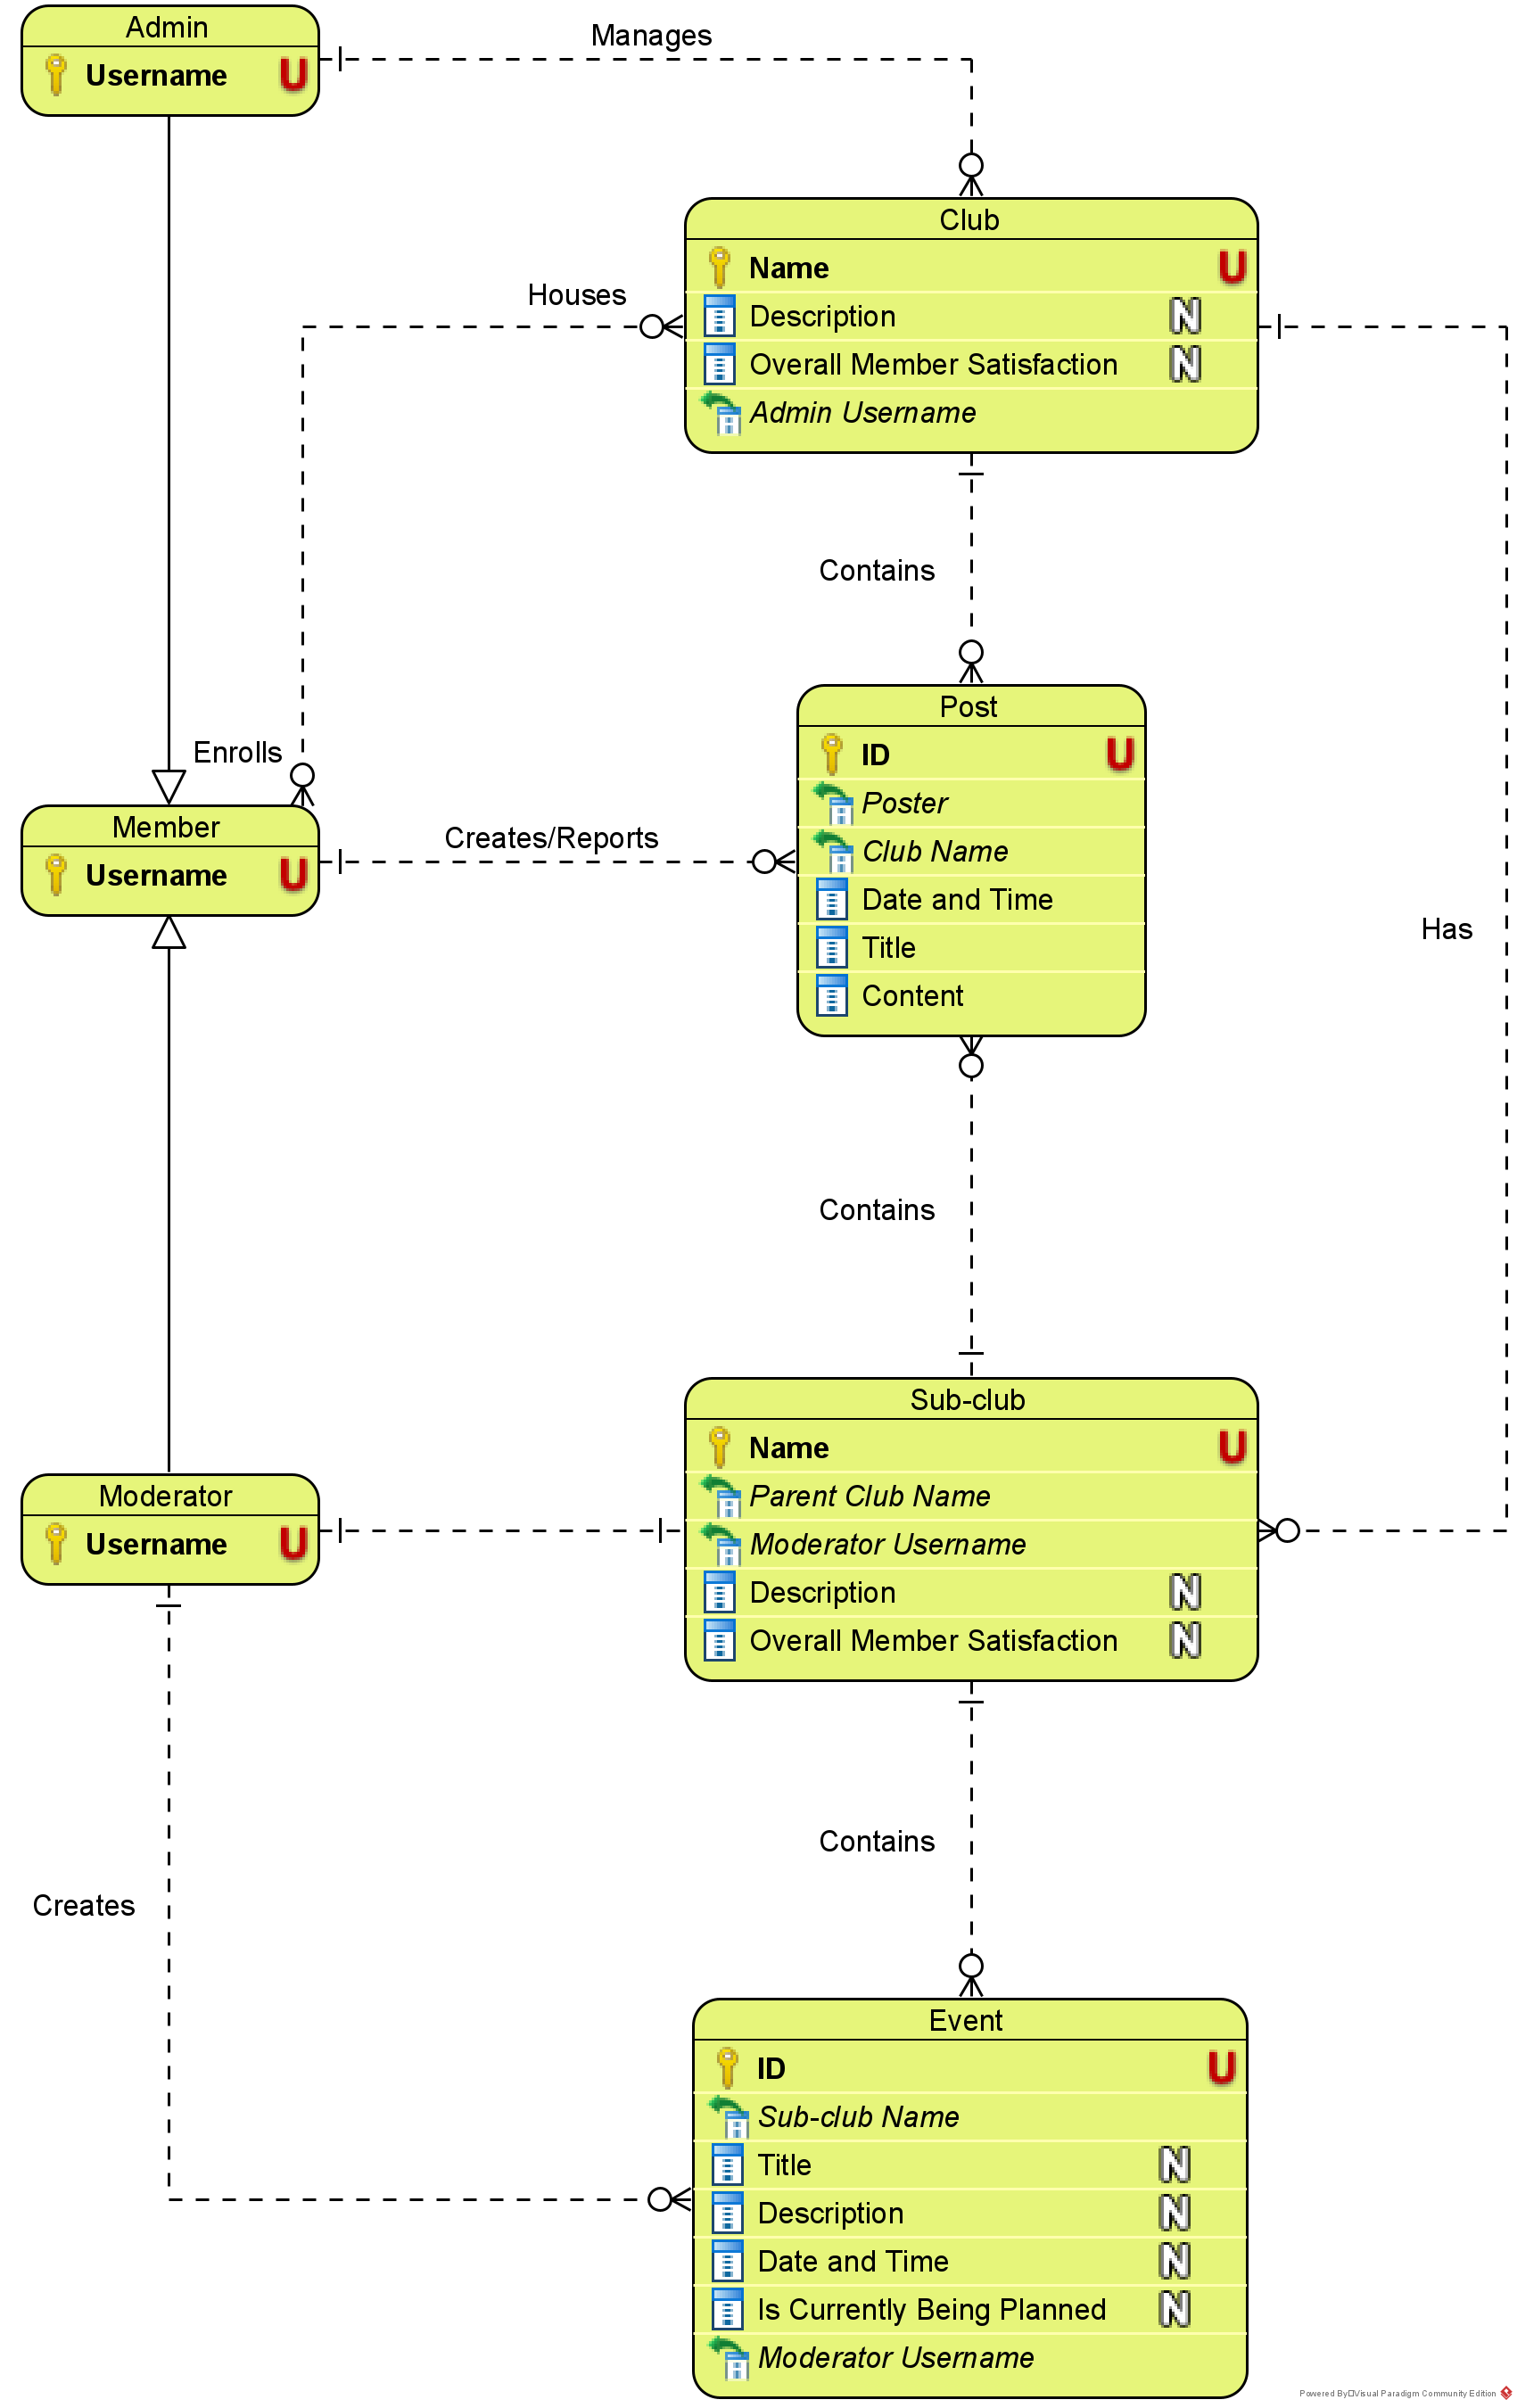 Admin
Username U
Manages
Club
Name U
Description N
Overall Member Satisfaction N
Admin Username
Houses
Contains
Post
ID U
Poster
Club Name
Date and Time
Title
Content
Enrolls
Member
Username U
Creates/Reports
Has
Contains
Sub-club
Name U
Parent Club Name
Moderator Username
Description N
Overall Member Satisfaction N
Moderator
Username U
Contains
Creates
Event
ID U
Sub-club Name
Title N
Description N
Date and Time N
Is Currently Being Planned N
Moderator Username
Powered By□Visual Paradigm Community Edition